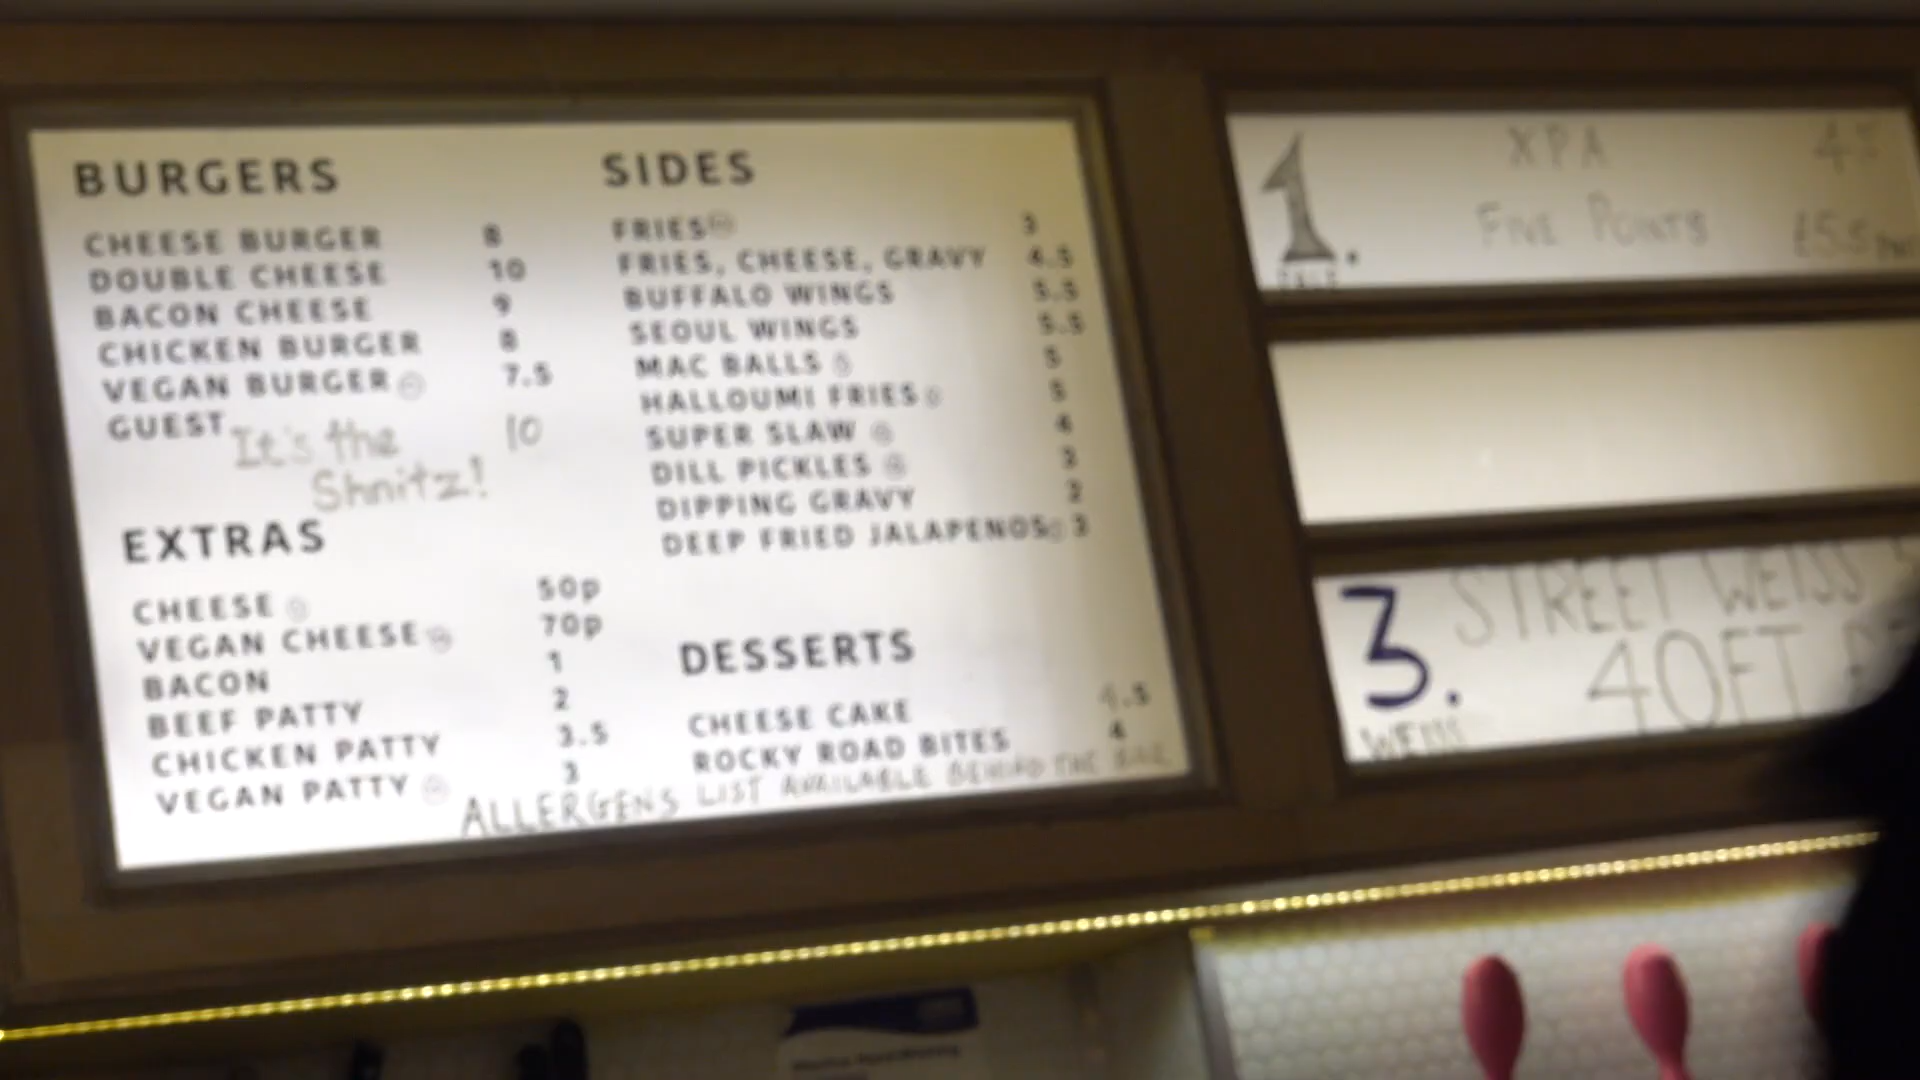 BURGERS
CHEESE BURGER 8
DOUBLE CHEESE 10
BACON CHEESE 9
CHICKEN BURGER 8
VEGAN BURGER 7.5
GUEST It's the 10
Shnitz!
EXTRAS
CHEESE 50p
VEGAN CHEESE 70p
BACON 1
BEEF PATTY 2
CHICKEN PATTY 3.5
VEGAN PATTY 3
SIDES
FRIES 3
FRIES, CHEESE, GRAVY 4.5
BUFFALO WINGS 5.5
SEOUL WINGS 5.5
MAC BALLS 5
HALLOUMI FRIES 5
SUPER SLAW 4
DILL PICKLES 3
DIPPING GRAVY 2
DEEP FRIED JALAPENOS 3
DESSERTS
CHEESE CAKE 4.5
ROCKY ROAD BITES 4
ALLERGENS LIST AVAILABLE BEHIND THE BAR
1.
XPA
FIVE POINTS
3. STREET WEISS
40FT
WEISS